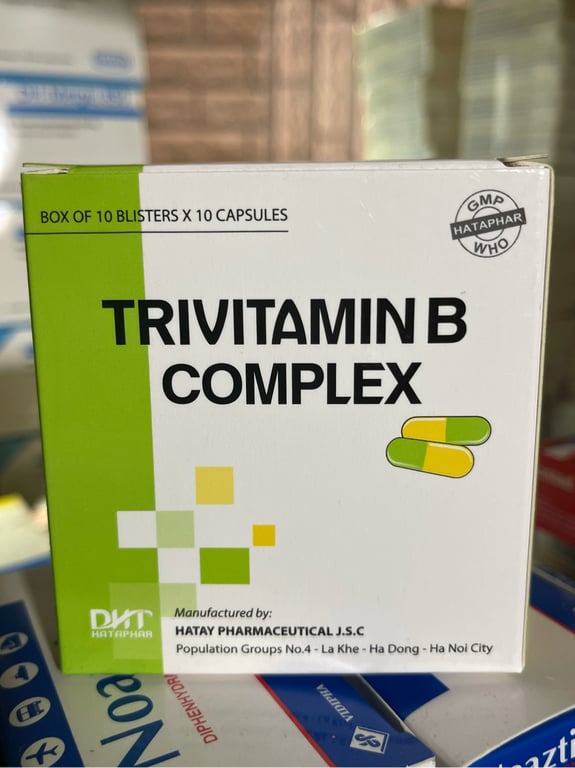 BOX OF 10 BLISTERS X 10 CAPSULES
GMP
HATAPHAR
WHO
TRIVITAMIN B
COMPLEX
DHT
HATAPHAR
Manufactured by:
HATAY PHARMACEUTICAL J.S.C
Population Groups No.4 - La Khe - Ha Dong - Ha Noi City
VIDIPHA